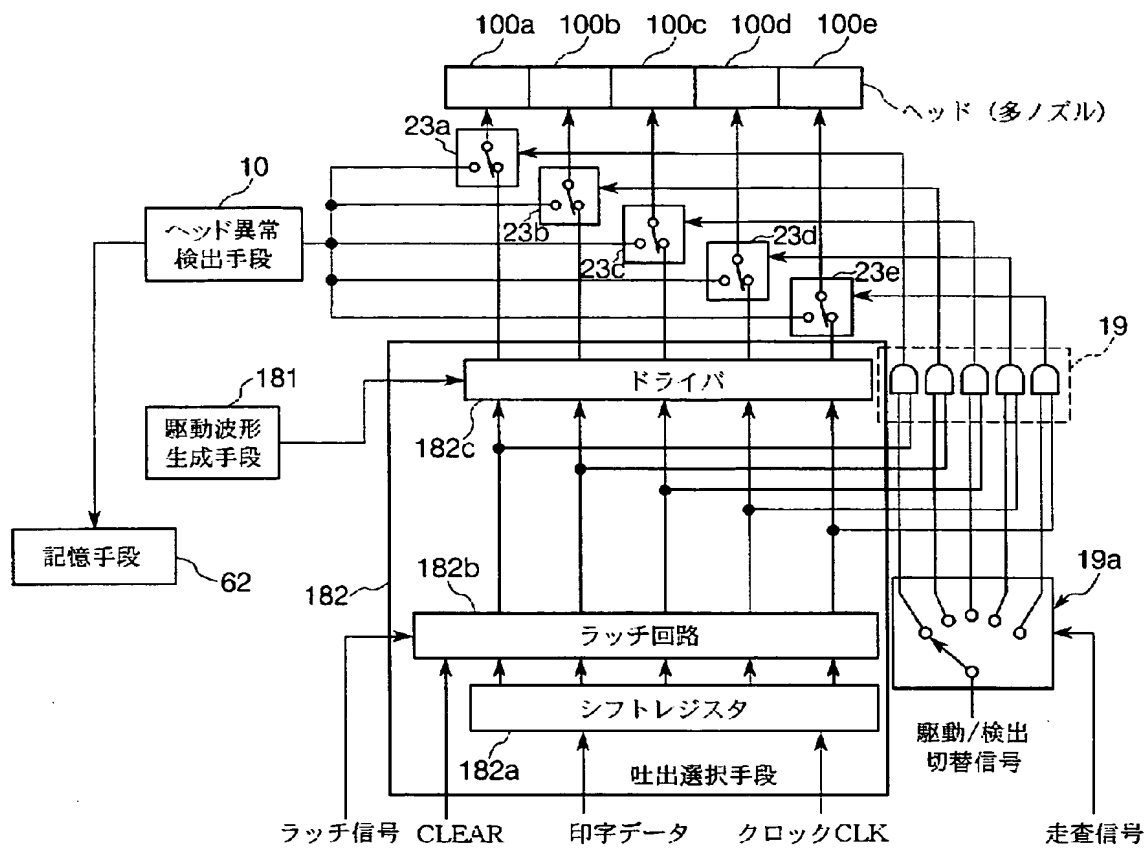 100a 100b 100c 100d 100e
ヘッド（多ノズル）
23a
10
ヘッド異常
検出手段
23b
23c
23d
23e
19
181
駆動波形
生成手段
ドライバ
182c
記憶手段
62
182
182b
ラッチ回路
19a
シフトレジスタ
182a
吐出選択手段
駆動/検出
切替信号
ラッチ信号 CLEAR 印字データ クロックCLK 走査信号